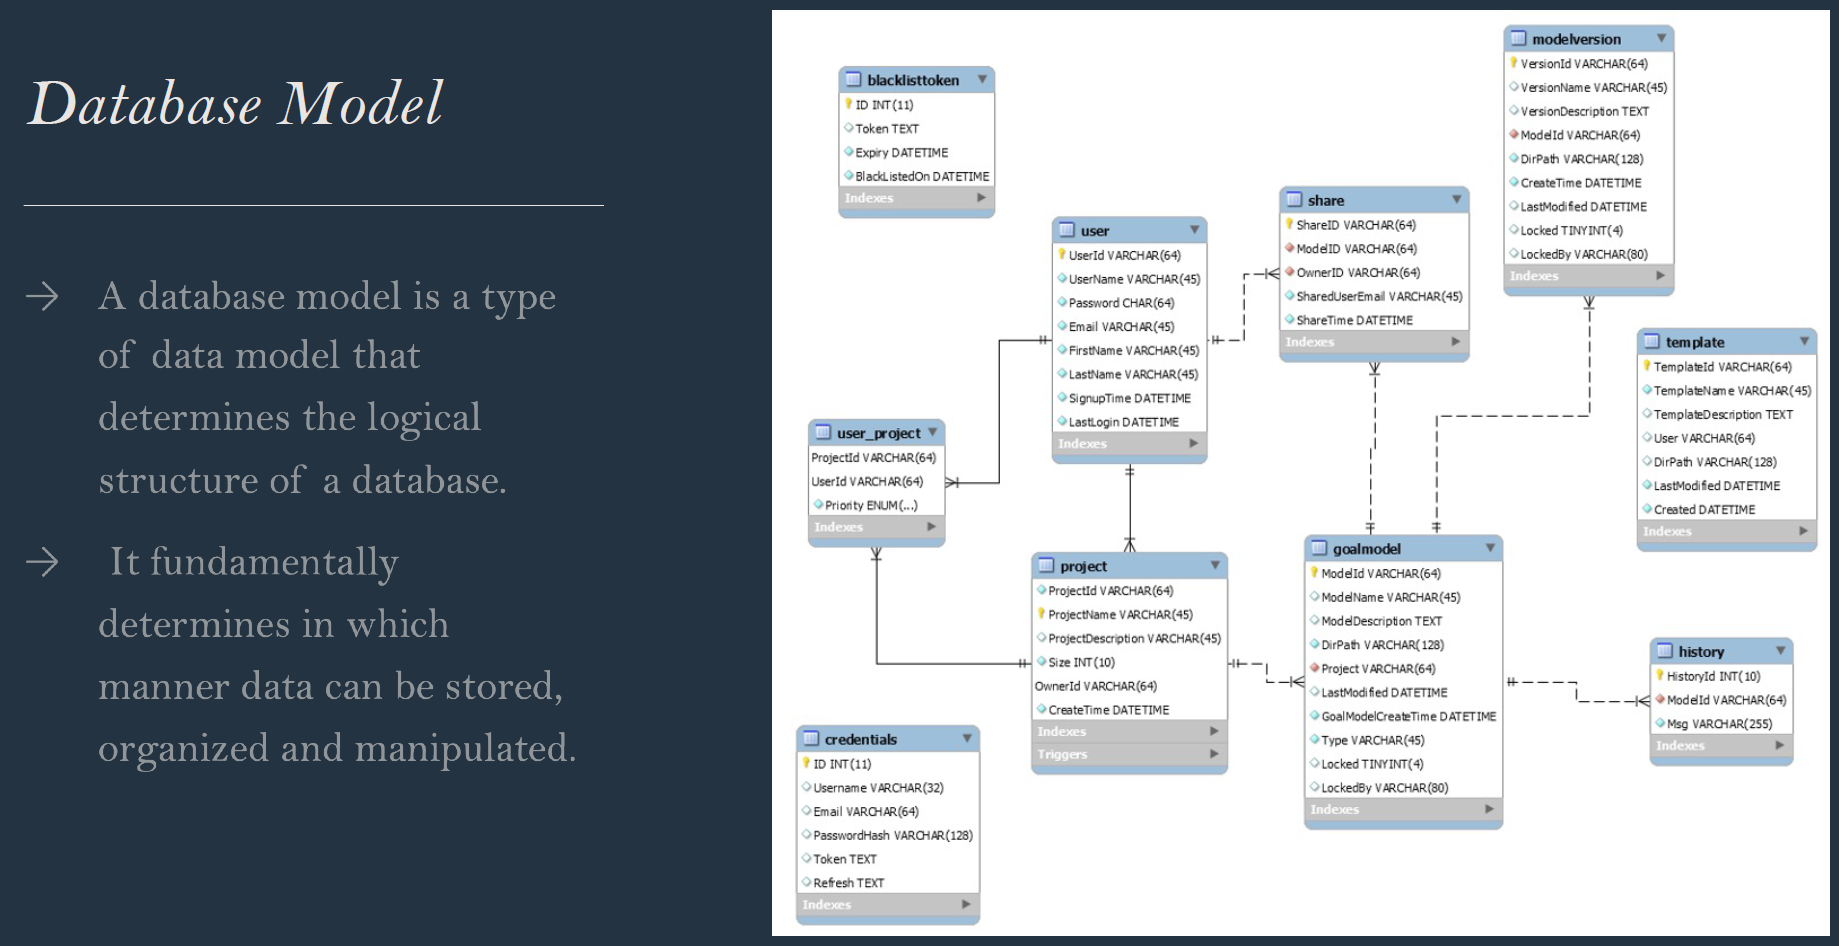 Database Model
→ A database model is a type
of data model that
determines the logical
structure of a database.
→ It fundamentally
determines in which
manner data can be stored,
organized and manipulated.
blacklisttoken
ID INT(11)
Token TEXT
Expiry DATETIME
BlackListedOn DATETIME
Indexes
user
UserId VARCHAR(64)
UserName VARCHAR(45)
Password CHAR(64)
Email VARCHAR(45)
FirstName VARCHAR(45)
LastName VARCHAR(45)
SignupTime DATETIME
LastLogin DATETIME
Indexes
share
ShareID VARCHAR(64)
ModelID VARCHAR(64)
OwnerID VARCHAR(64)
SharedUserEmail VARCHAR(45)
ShareTime DATETIME
Indexes
modelversion
VersionId VARCHAR(64)
VersionName VARCHAR(45)
VersionDescription TEXT
ModelId VARCHAR(64)
DirPath VARCHAR(128)
CreateTime DATETIME
LastModified DATETIME
Locked TINYINT(4)
LockedBy VARCHAR(80)
Indexes
template
TemplateId VARCHAR(64)
TemplateName VARCHAR(45)
TemplateDescription TEXT
User VARCHAR(64)
DirPath VARCHAR(128)
LastModified DATETIME
Created DATETIME
Indexes
user_project
ProjectId VARCHAR(64)
UserId VARCHAR(64)
Priority ENUM(...)
Indexes
project
ProjectId VARCHAR(64)
ProjectName VARCHAR(45)
ProjectDescription VARCHAR(45)
Size INT(10)
OwnerId VARCHAR(64)
CreateTime DATETIME
Indexes
Triggers
goalmodel
ModelId VARCHAR(64)
ModelName VARCHAR(45)
ModelDescription TEXT
DirPath VARCHAR(128)
Project VARCHAR(64)
LastModified DATETIME
GoalModelCreateTime DATETIME
Type VARCHAR(45)
Locked TINYINT(4)
LockedBy VARCHAR(80)
Indexes
history
HistoryId INT(10)
ModelId VARCHAR(64)
Msg VARCHAR(255)
Indexes
credentials
ID INT(11)
Username VARCHAR(32)
Email VARCHAR(64)
PasswordHash VARCHAR(128)
Token TEXT
Refresh TEXT
Indexes